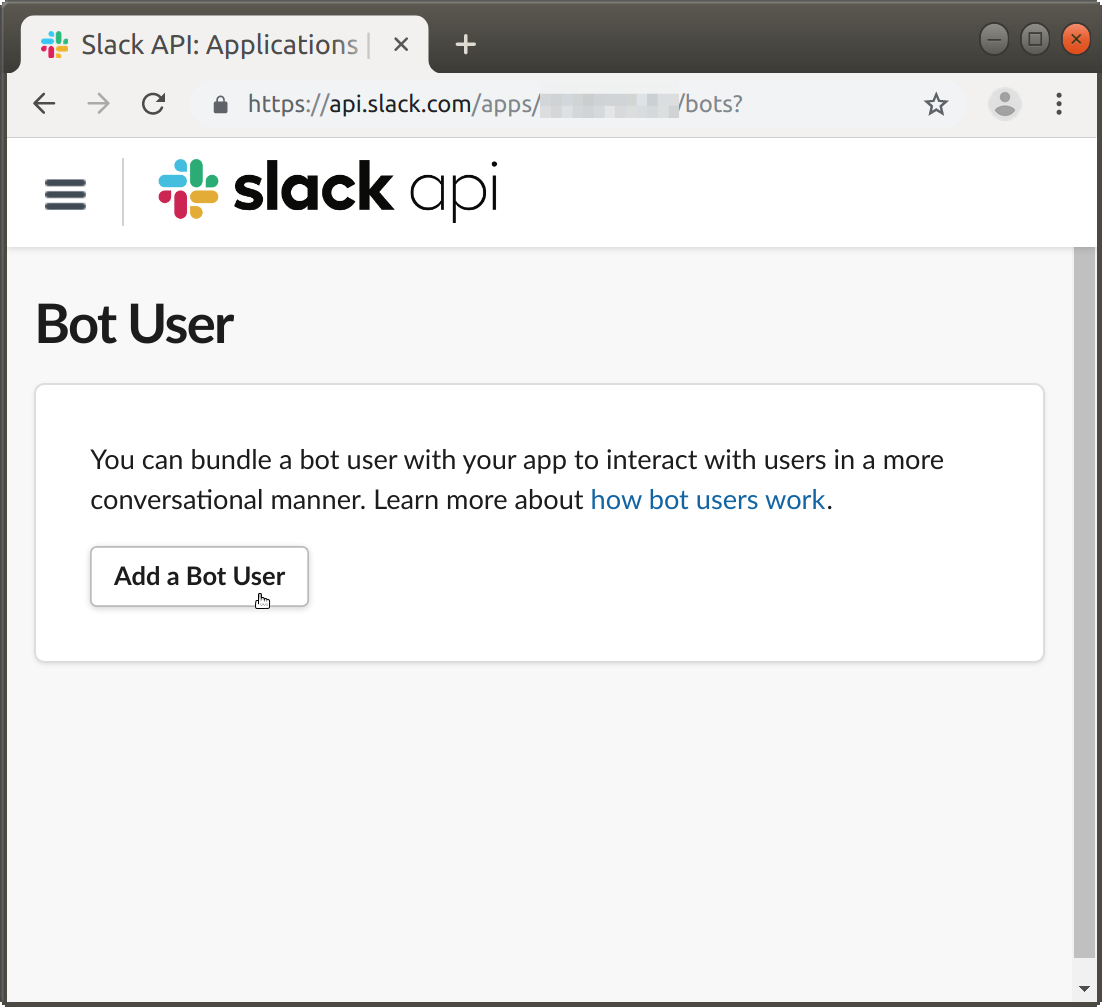 Slack API: Applications |
https://api.slack.com/apps/ /bots?
slack api
Bot User
You can bundle a bot user with your app to interact with users in a more
conversational manner. Learn more about how bot users work.
Add a Bot User